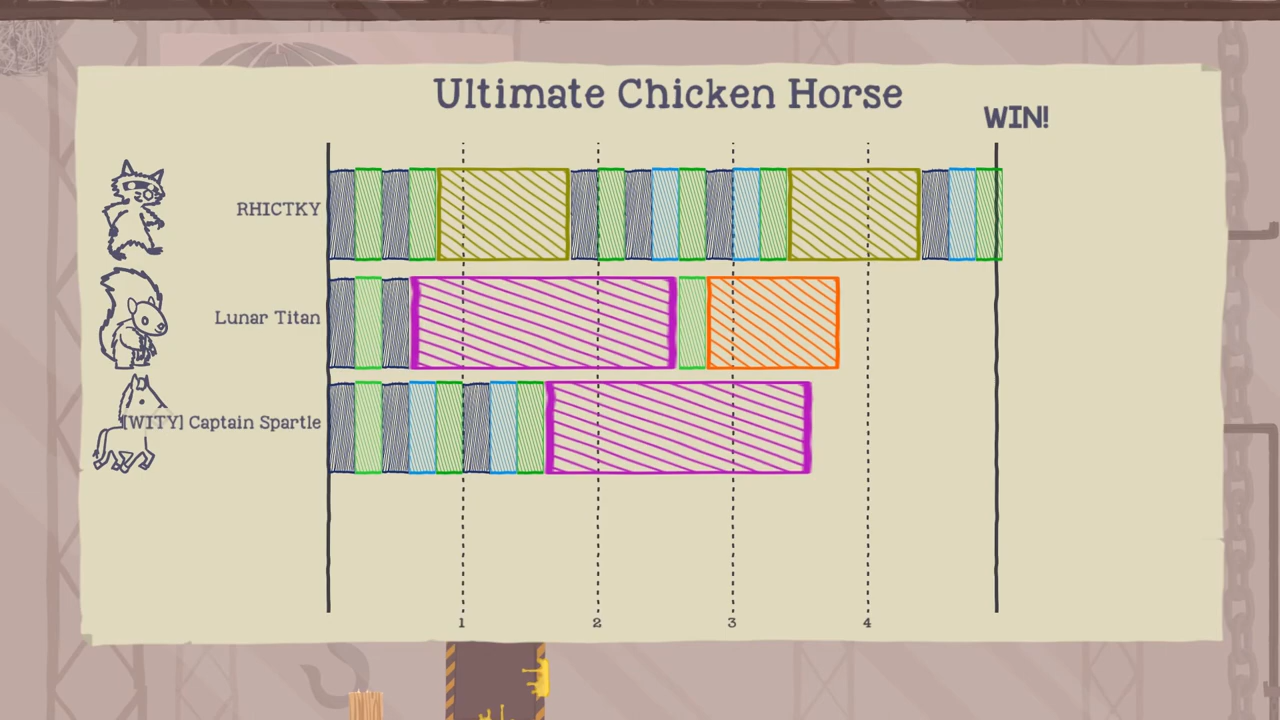 Ultimate Chicken Horse
WIN!
RHICTKY
Lunar Titan
[WITY] Captain Spartle
1 2 3 4